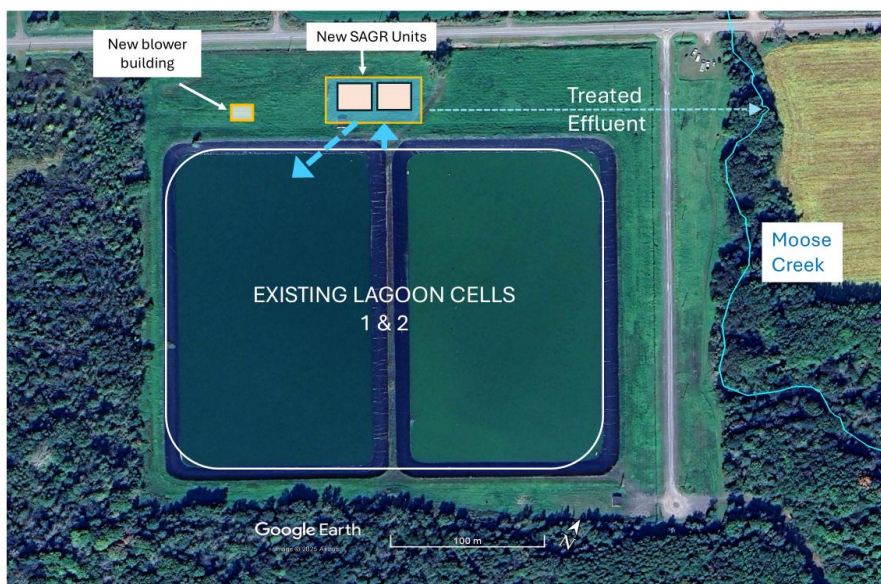 New blower
building
New SAGR Units
Treated
Effluent
Moose
Creek
EXISTING LAGOON CELLS
1 & 2
Google Earth
100 m
N